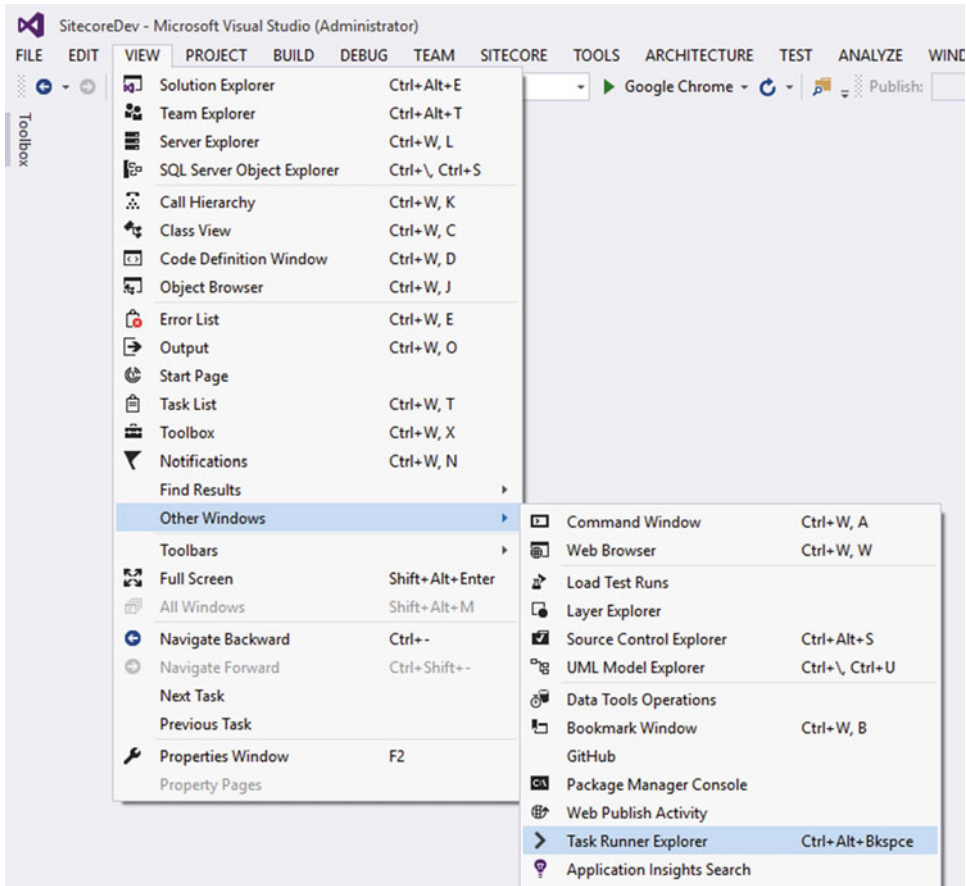 SitecoreDev - Microsoft Visual Studio (Administrator)
FILE EDIT VIEW PROJECT BUILD DEBUG TEAM SITECORE TOOLS ARCHITECTURE TEST ANALYZE WIND
Google Chrome Publish:
Toolbox
Solution Explorer Ctrl+Alt+E
Team Explorer Ctrl+Alt+T
Server Explorer Ctrl+W, L
SQL Server Object Explorer Ctrl+\, Ctrl+S
Call Hierarchy Ctrl+W, K
Class View Ctrl+W, C
Code Definition Window Ctrl+W, D
Object Browser Ctrl+W, J
Error List Ctrl+W, E
Output Ctrl+W, O
Start Page
Task List Ctrl+W, T
Toolbox Ctrl+W, X
Notifications Ctrl+W, N
Find Results
Other Windows
Toolbars
Full Screen Shift+Alt+Enter
All Windows Shift+Alt+M
Navigate Backward Ctrl+-
Navigate Forward Ctrl+Shift+-
Next Task
Previous Task
Properties Window F2
Property Pages
Command Window Ctrl+W, A
Web Browser Ctrl+W, W
Load Test Runs
Layer Explorer
Source Control Explorer Ctrl+Alt+S
UML Model Explorer Ctrl+\, Ctrl+U
Data Tools Operations
Bookmark Window Ctrl+W, B
GitHub
Package Manager Console
Web Publish Activity
Task Runner Explorer Ctrl+Alt+Bkspce
Application Insights Search